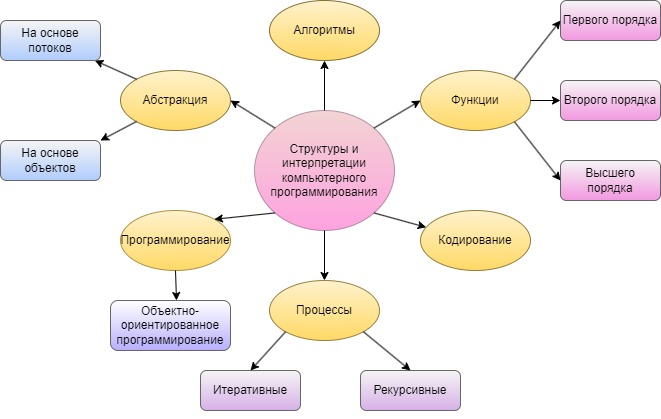 Алгоритмы
На основе
потоков
Абстракция
На основе
объектов
Функции
Первого порядка
Второго порядка
Высшего
порядка
Структуры и
интерпретации
компьютерного
программирования
Программирование
Объектно-
ориентированное
программирование
Кодирование
Процессы
Итеративные
Рекурсивные